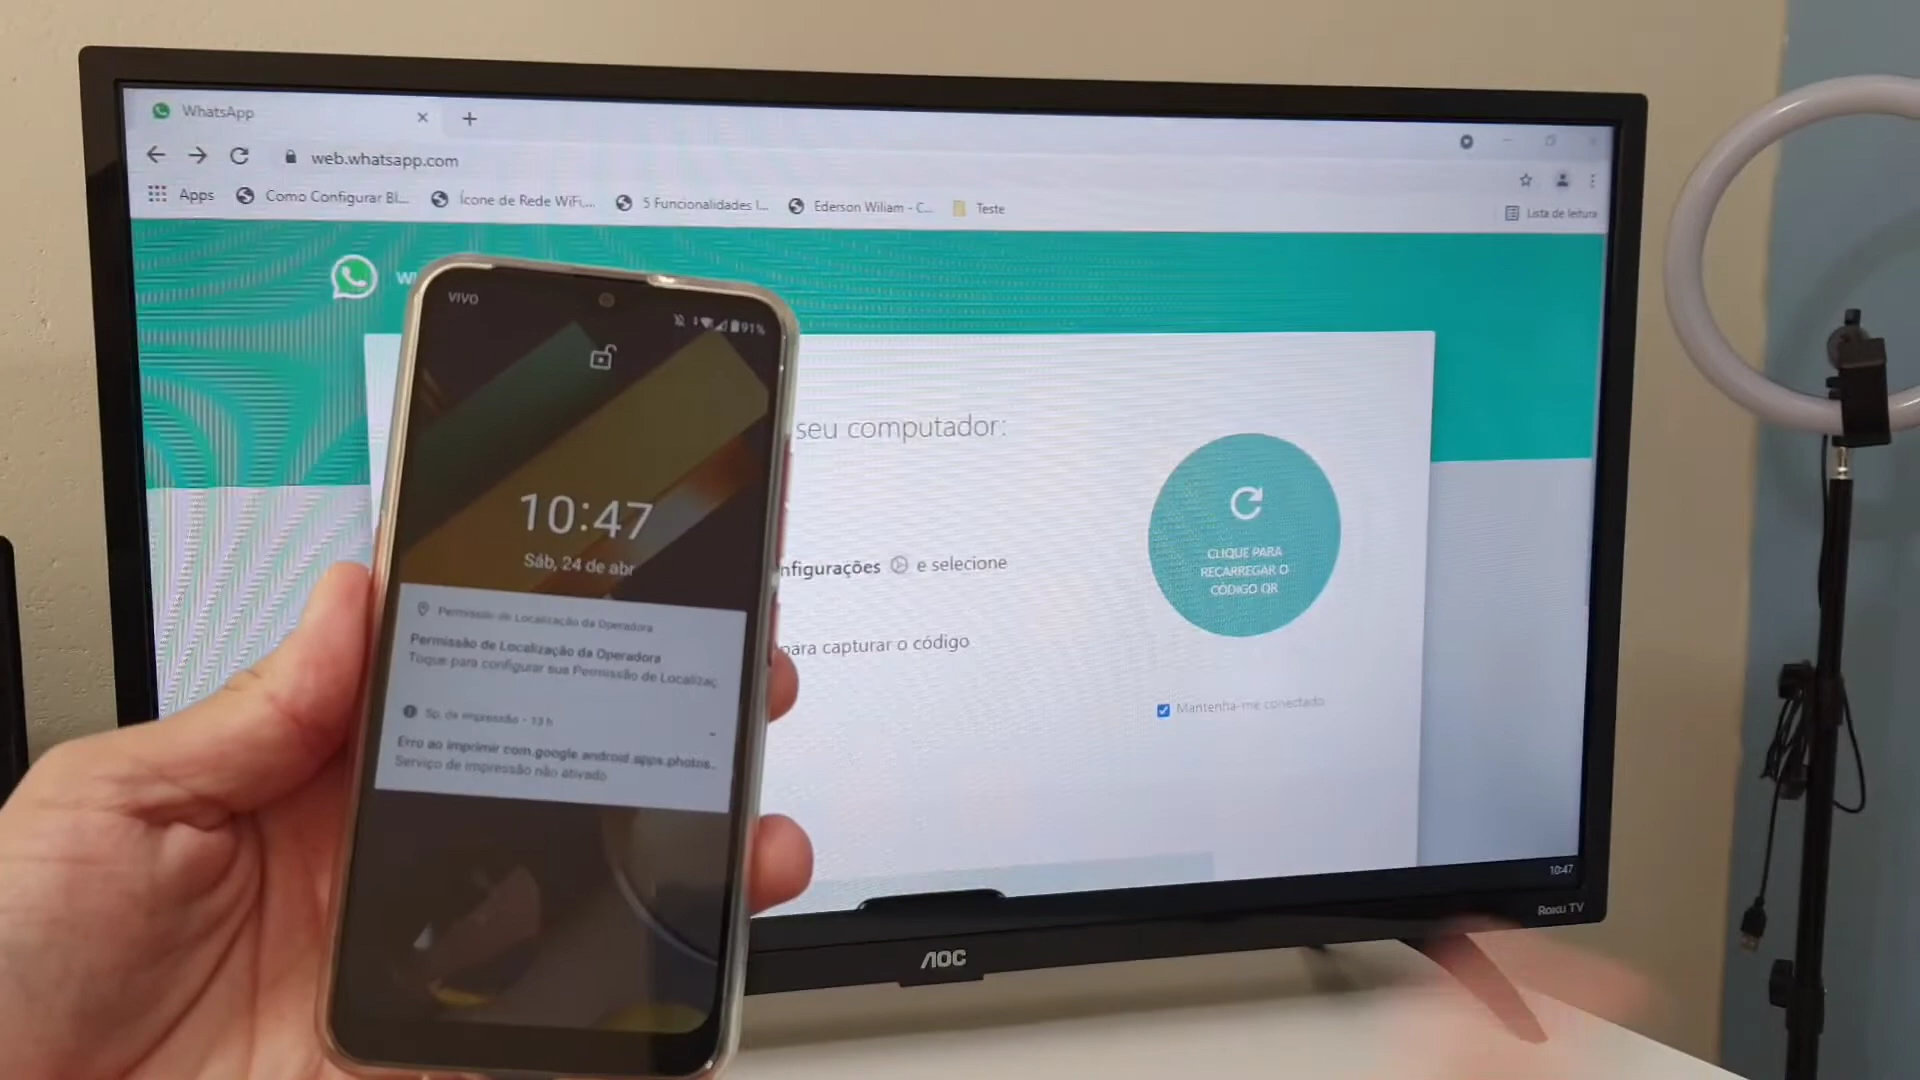 WhatsApp
web.whatsapp.com
Apps
Como Configurar Bl...
Ícone de Rede WiFi,...
5 Funcionalidades I...
Ederson Wiliam - C...
Teste
Lista de leitura
seu computador:
nfigurações e selecione
para capturar o código
CLIQUE PARA
RECARREGAR O
CÓDIGO QR
Mantenha-me conectado
10:47
Roku TV
AOC
VIVO
91%
10:47
Sáb, 24 de abr
Permissão de Localização da Operadora
Permissão de Localização da Operadora
Toque para configurar sua Permissão de Localizaç
Sp. de impressão - 13 h
Erro ao imprimir com.google.android.apps.photos..
Serviço de impressão não ativado